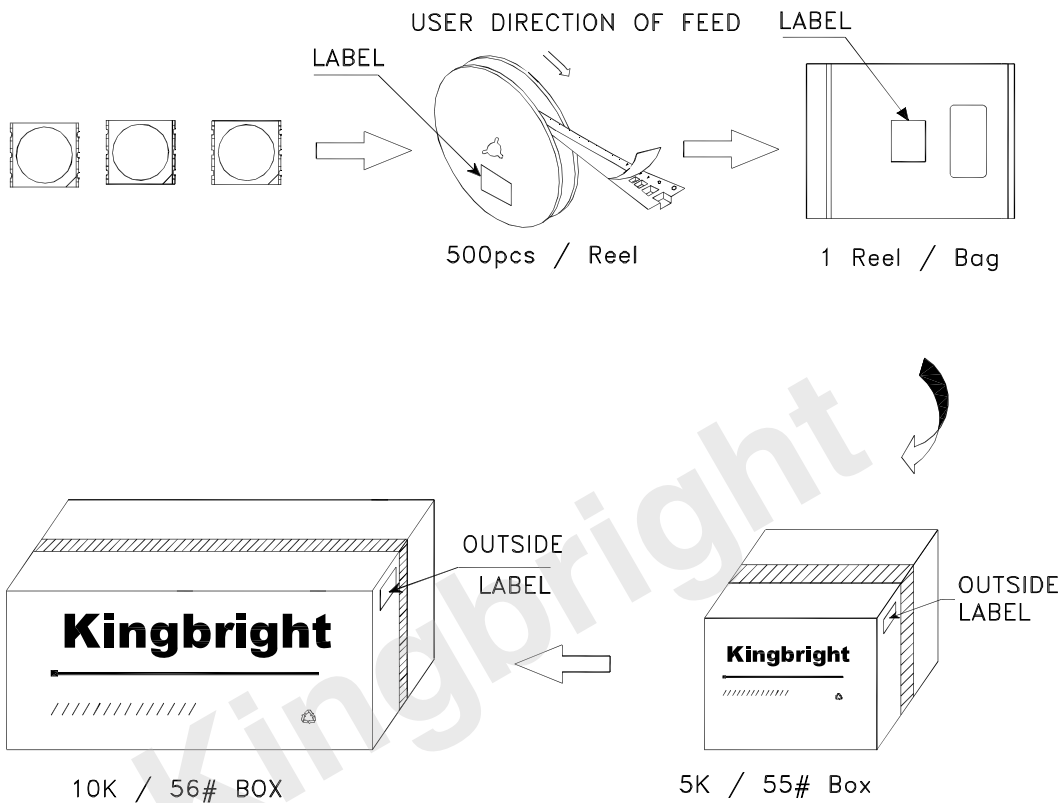 USER DIRECTION OF FEED
LABEL
LABEL
500pcs / Reel
1 Reel / Bag
OUTSIDE
LABEL
Kingbright
10K / 56# BOX
OUTSIDE
LABEL
Kingbright
5K / 55# Box
Kingbright